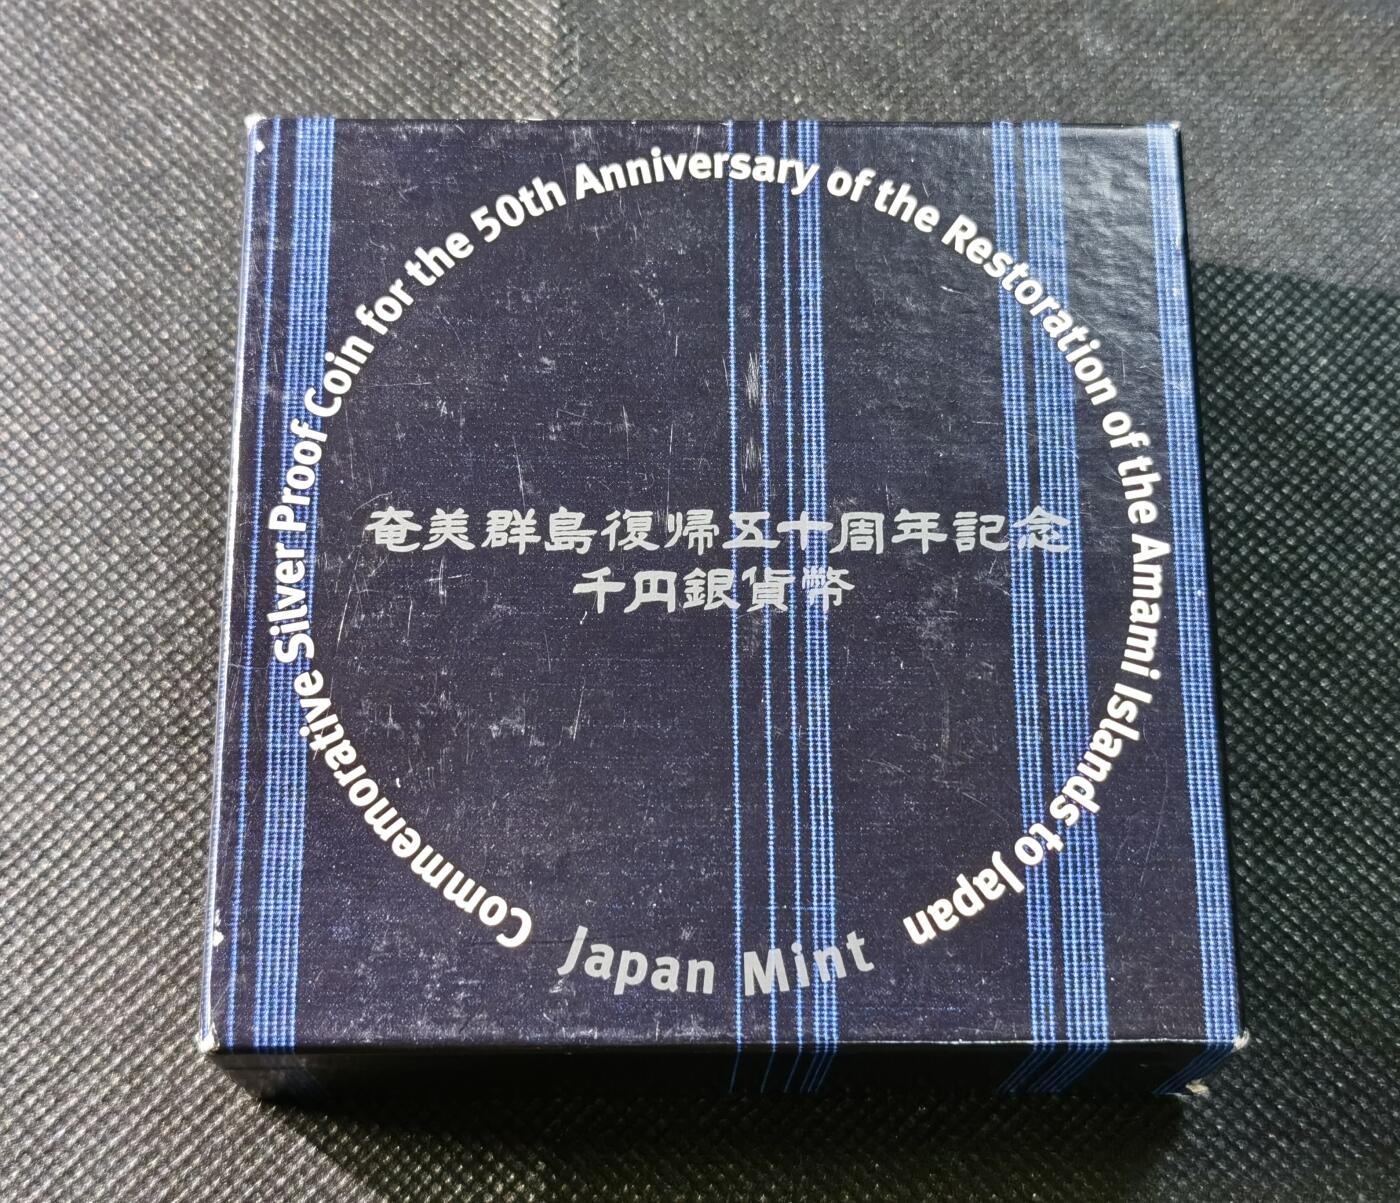 Commemorative Silver Proof Coin for the 50th Anniversary of the Restoration of the Amami Islands to Japan
奄美群島復帰五十周年記念
千円銀貨幣
Japan Mint